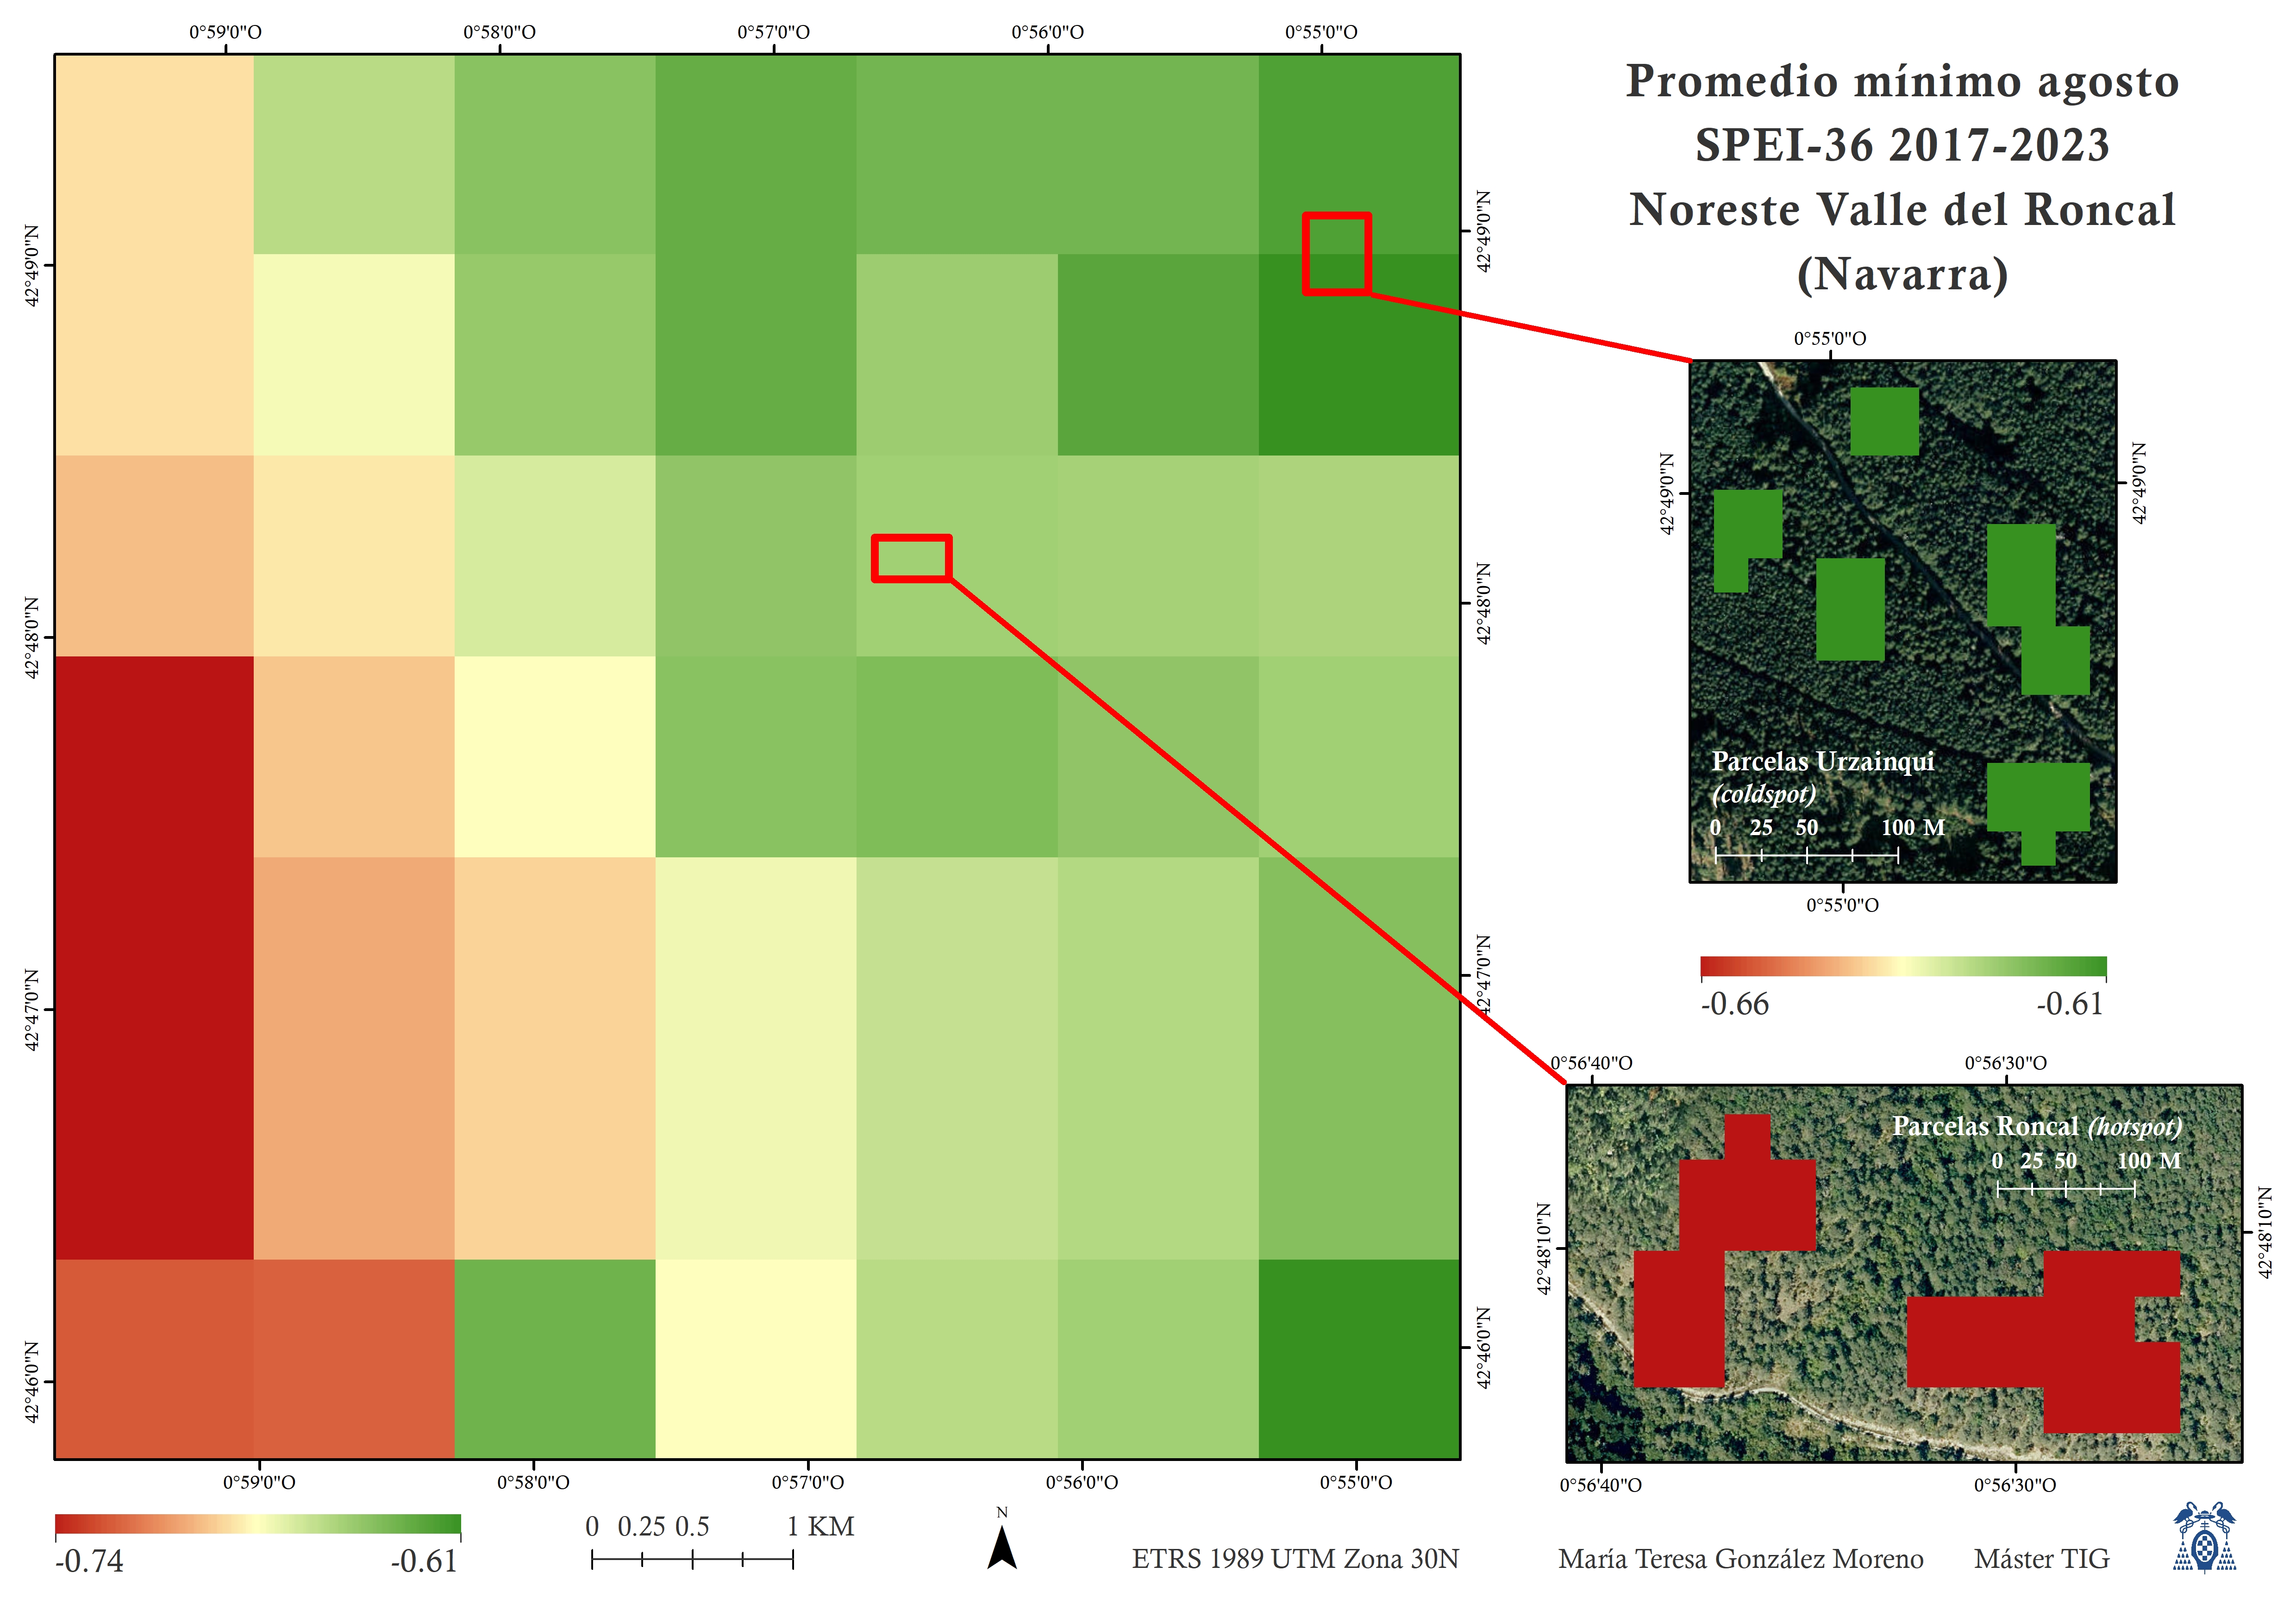 Promedio mínimo agosto
SPEI-36 2017-2023
Noreste Valle del Roncal
(Navarra)
0°59'0"O 0°58'0"O 0°57'0"O 0°56'0"O 0°55'0"O
42°49'0"N
42°48'0"N
42°47'0"N
42°46'0"N
42°49'0"N
42°48'0"N
42°47'0"N
42°46'0"N
0°59'0"O 0°58'0"O 0°57'0"O 0°56'0"O 0°55'0"O
0°55'0"O
42°49'0"N
42°49'0"N
Parcelas Urzainqui
(coldspot)
0 25 50 100 M
0°55'0"O
-0.66 -0.61
0°56'40"O 0°56'30"O
Parcelas Roncal (hotspot)
0 25 50 100 M
42°48'10"N
42°48'10"N
0°56'40"O 0°56'30"O
-0.74 -0.61
0 0.25 0.5 1 KM
N
ETRS 1989 UTM Zona 30N
María Teresa González Moreno
Máster TIG